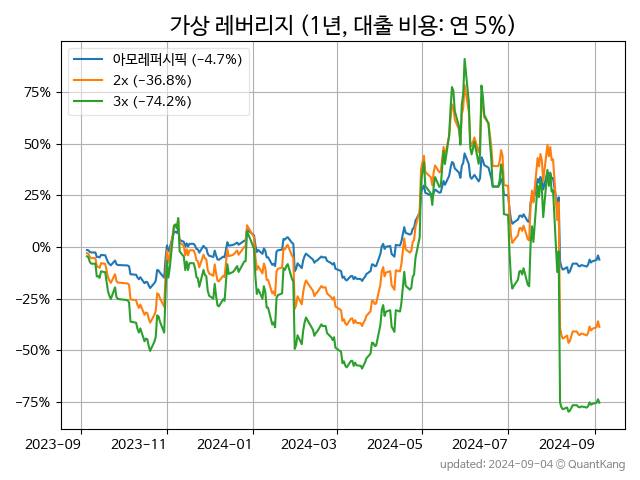 가상 레버리지 (1년, 대출 비용: 연 5%)
아모레퍼시픽 (−4.7%)
2x (−36.8%)
3x (−74.2%)
75%
50%
25%
0%
−25%
−50%
−75%
2023-09 2023-11 2024-01 2024-03 2024-05 2024-07 2024-09
updated: 2024-09-04 © QuantKang